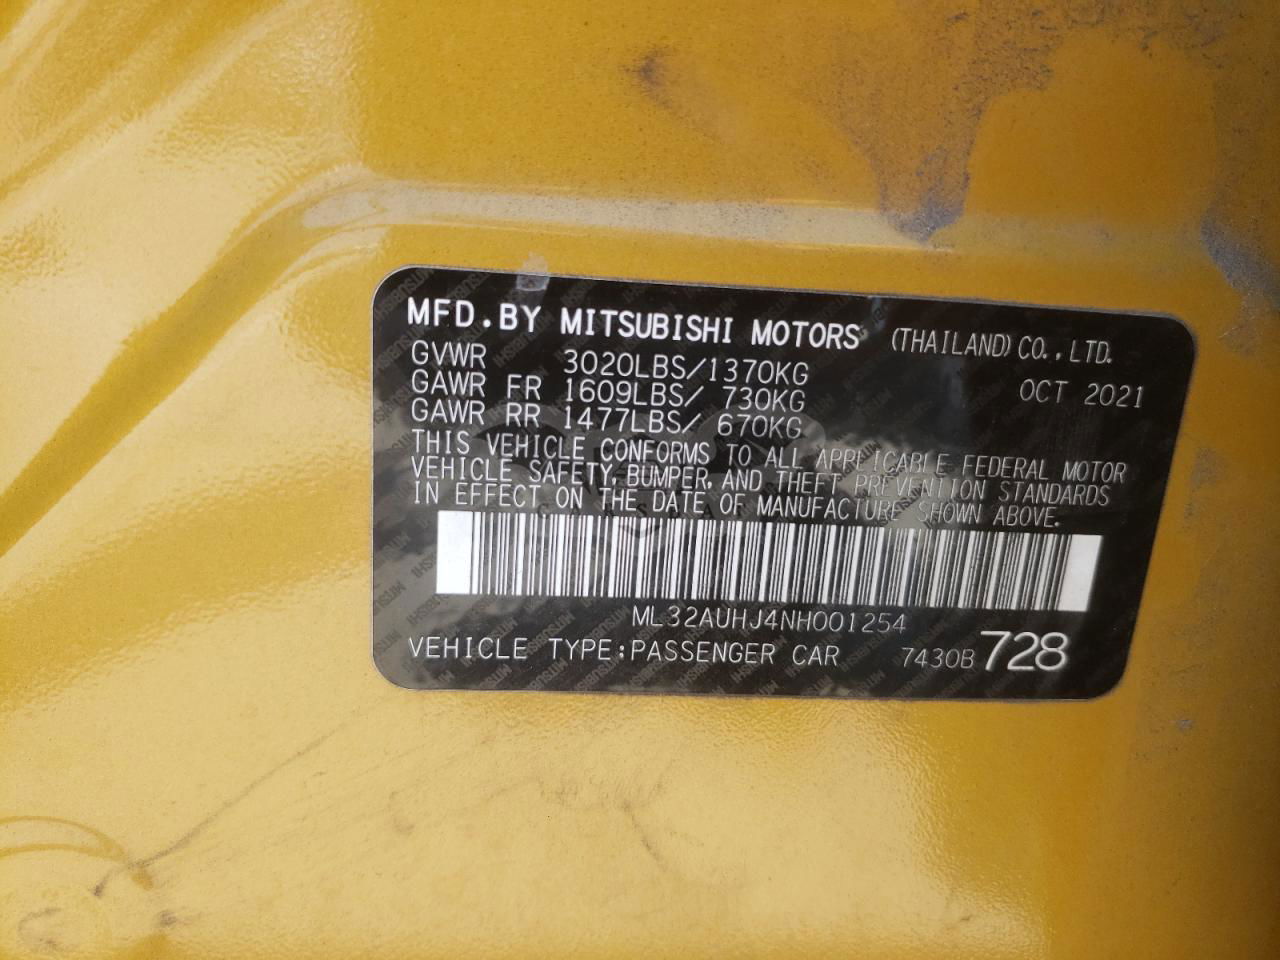 MFD.BY MITSUBISHI MOTORS (THAILAND) CO., LTD.
GVWR 3020LBS/1370KG OCT 2021
GAWR FR 1609LBS/ 730KG
GAWR RR 1477LBS/ 670KG
THIS VEHICLE CONFORMS TO ALL APPLICABLE FEDERAL MOTOR
VEHICLE SAFETY, BUMPER, AND THEFT PREVENTION STANDARDS
IN EFFECT ON THE DATE OF MANUFACTURE SHOWN ABOVE.
ML32AUHJ4NH001254
VEHICLE TYPE:PASSENGER CAR 7430B 728